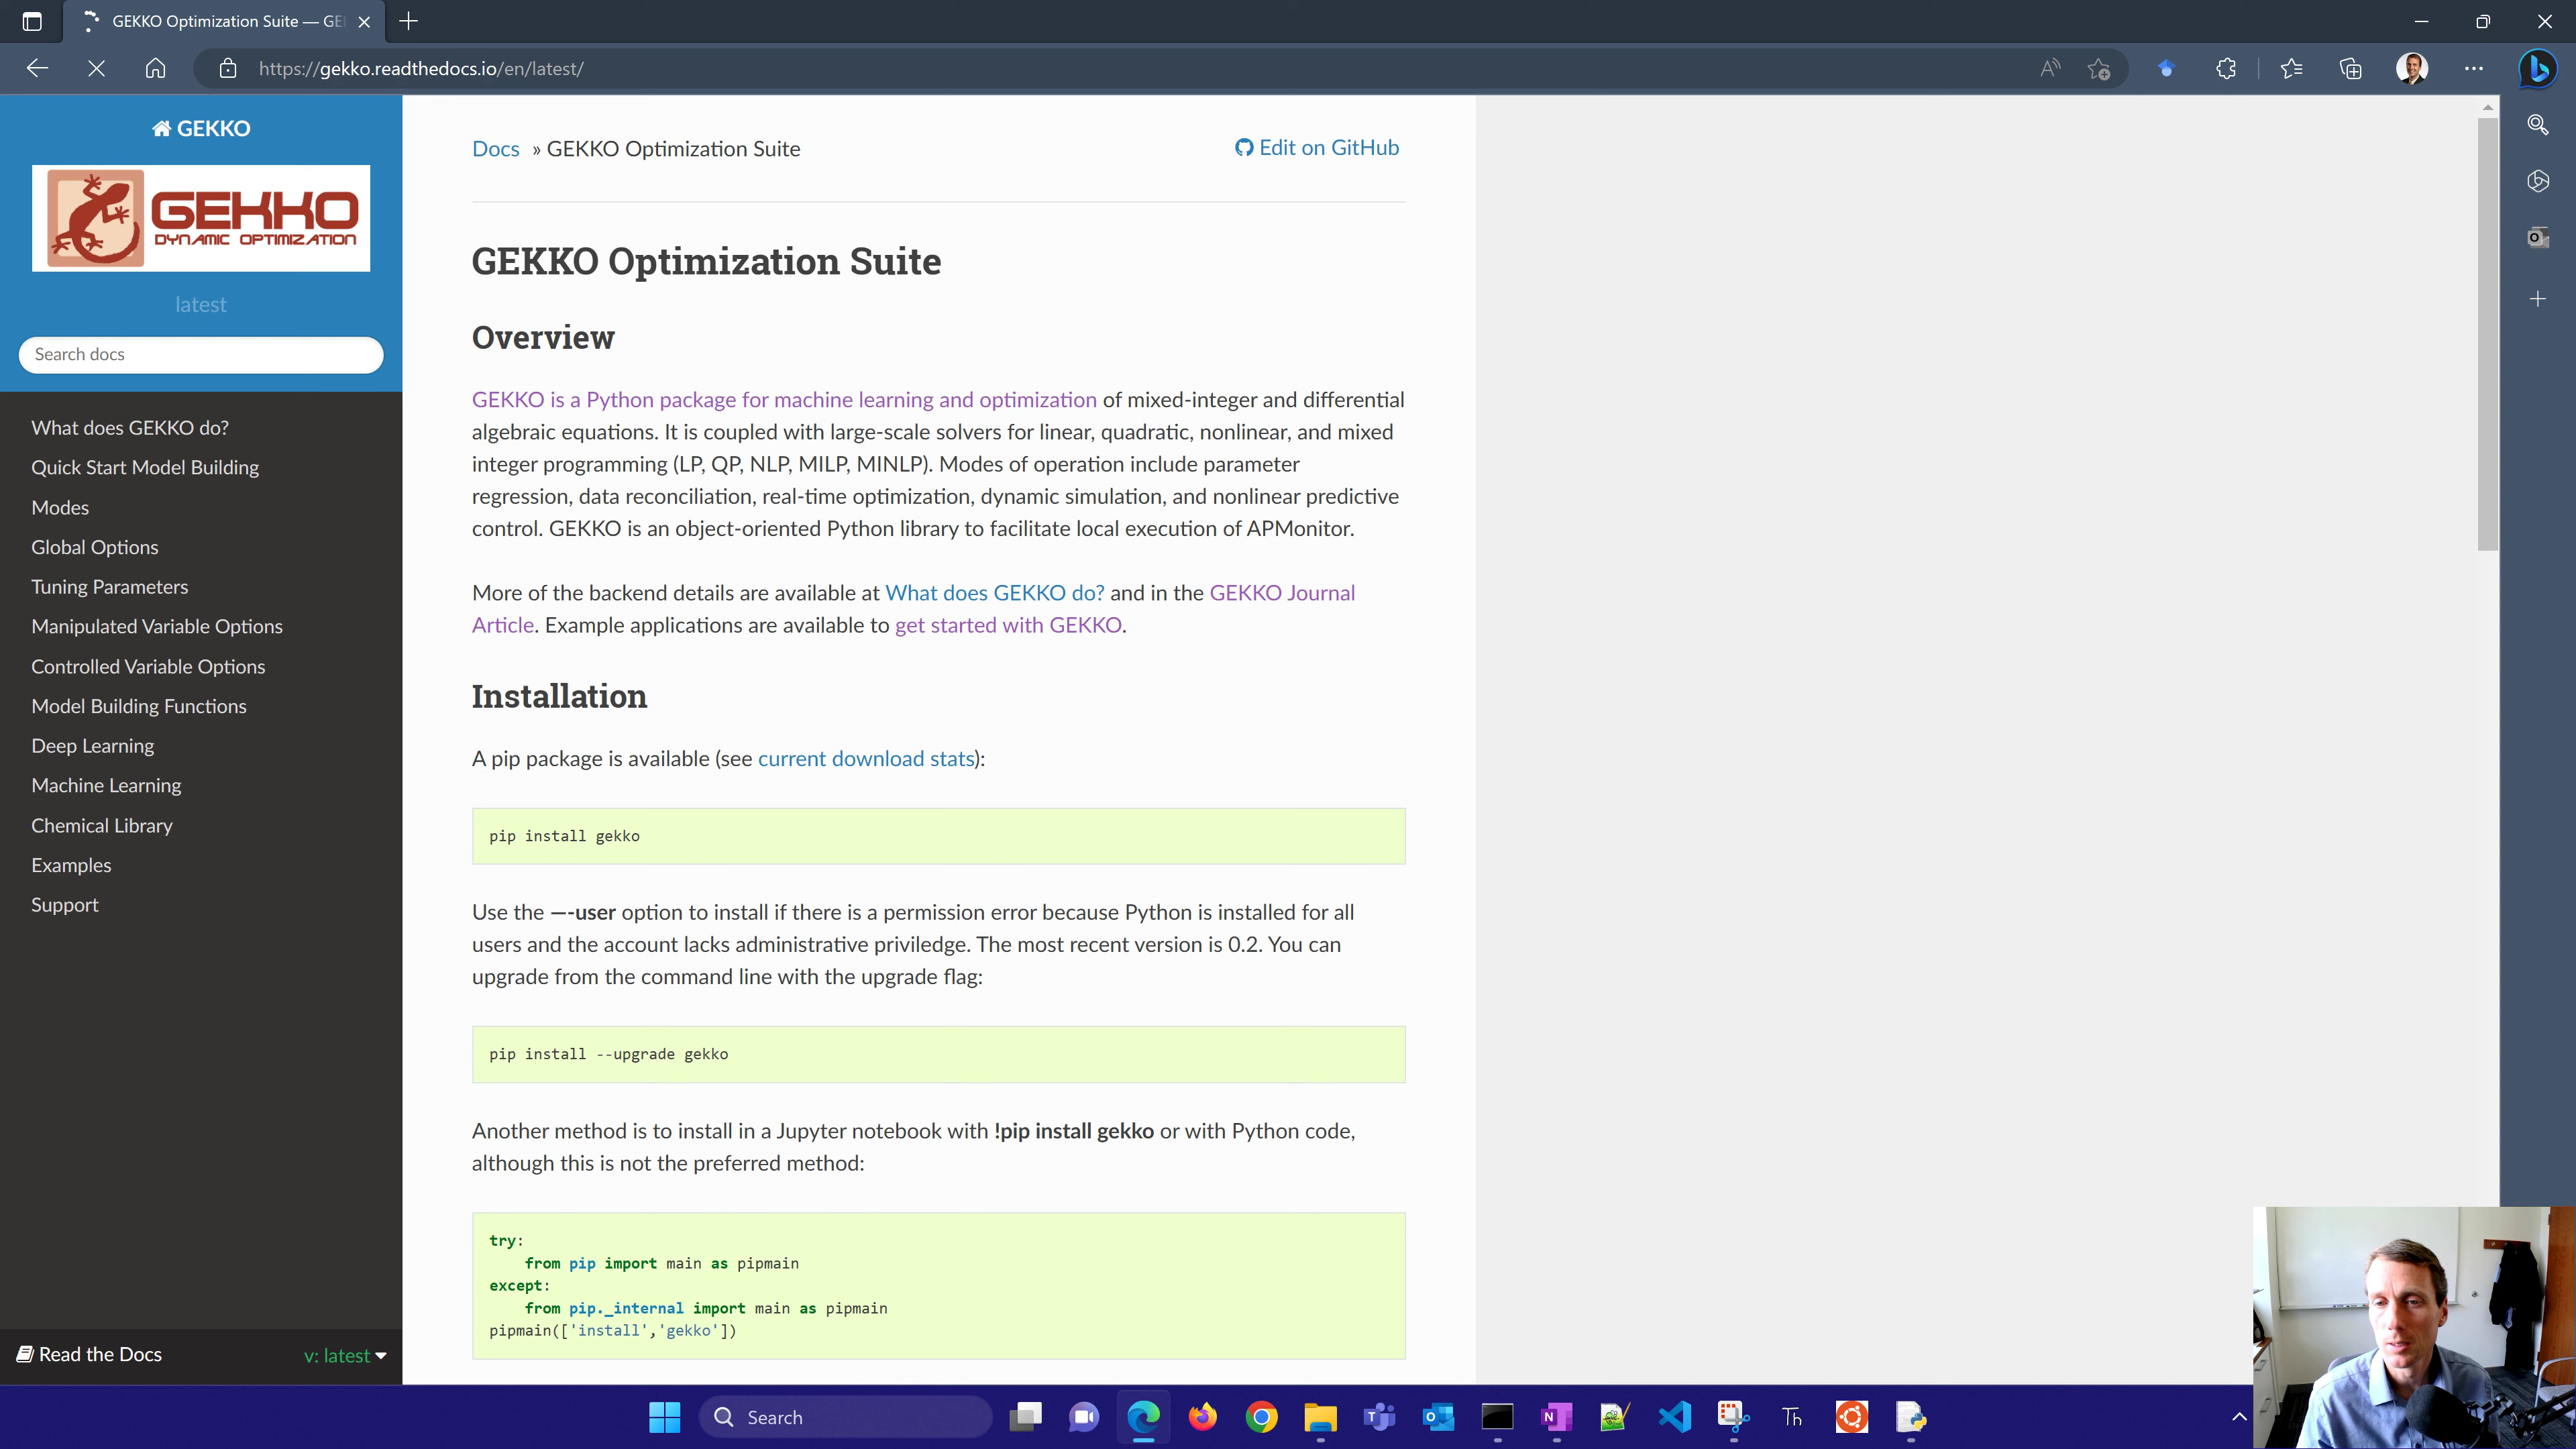 GEKKO Optimization Suite — GEI
https://gekko.readthedocs.io/en/latest/
GEKKO
GEKKO
DYNAMIC OPTIMIZATION
latest
Search docs
What does GEKKO do?
Quick Start Model Building
Modes
Global Options
Tuning Parameters
Manipulated Variable Options
Controlled Variable Options
Model Building Functions
Deep Learning
Machine Learning
Chemical Library
Examples
Support
Read the Docs
v: latest
Docs » GEKKO Optimization Suite
Edit on GitHub
GEKKO Optimization Suite
Overview
GEKKO is a Python package for machine learning and optimization of mixed-integer and differential
algebraic equations. It is coupled with large-scale solvers for linear, quadratic, nonlinear, and mixed
integer programming (LP, QP, NLP, MILP, MINLP). Modes of operation include parameter
regression, data reconciliation, real-time optimization, dynamic simulation, and nonlinear predictive
control. GEKKO is an object-oriented Python library to facilitate local execution of APMonitor.
More of the backend details are available at What does GEKKO do? and in the GEKKO Journal
Article. Example applications are available to get started with GEKKO.
Installation
A pip package is available (see current download stats):
pip install gekko
Use the —-user option to install if there is a permission error because Python is installed for all
users and the account lacks administrative priviledge. The most recent version is 0.2. You can
upgrade from the command line with the upgrade flag:
pip install --upgrade gekko
Another method is to install in a Jupyter notebook with !pip install gekko or with Python code,
although this is not the preferred method:
try:
from pip import main as pipmain
except:
from pip._internal import main as pipmain
pipmain(['install','gekko'])
Search
Th